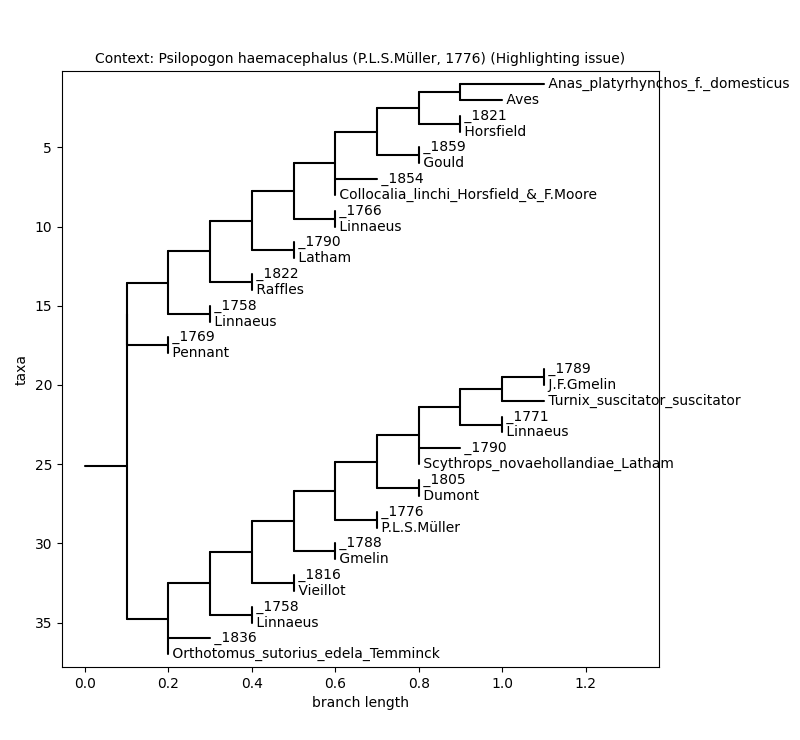 Context: Psilopogon haemacephalus (P.L.S.Müller, 1776) (Highlighting issue)
Anas_platyrhynchos_f._domesticus
Aves
_1821
Horsfield
_1859
Gould
_1854
Collocalia_linchi_Horsfield_&_F.Moore
_1766
Linnaeus
_1790
Latham
_1822
Raffles
_1758
Linnaeus
_1769
Pennant
_1789
J.F.Gmelin
Turnix_suscitator_suscitator
_1771
Linnaeus
_1790
Scythrops_novaehollandiae_Latham
_1805
Dumont
_1776
P.L.S.Müller
_1788
Gmelin
_1816
Vieillot
_1758
Linnaeus
_1836
Orthotomus_sutorius_edela_Temminck
5
10
15
20
25
30
35
taxa
0.0 0.2 0.4 0.6 0.8 1.0 1.2
branch length